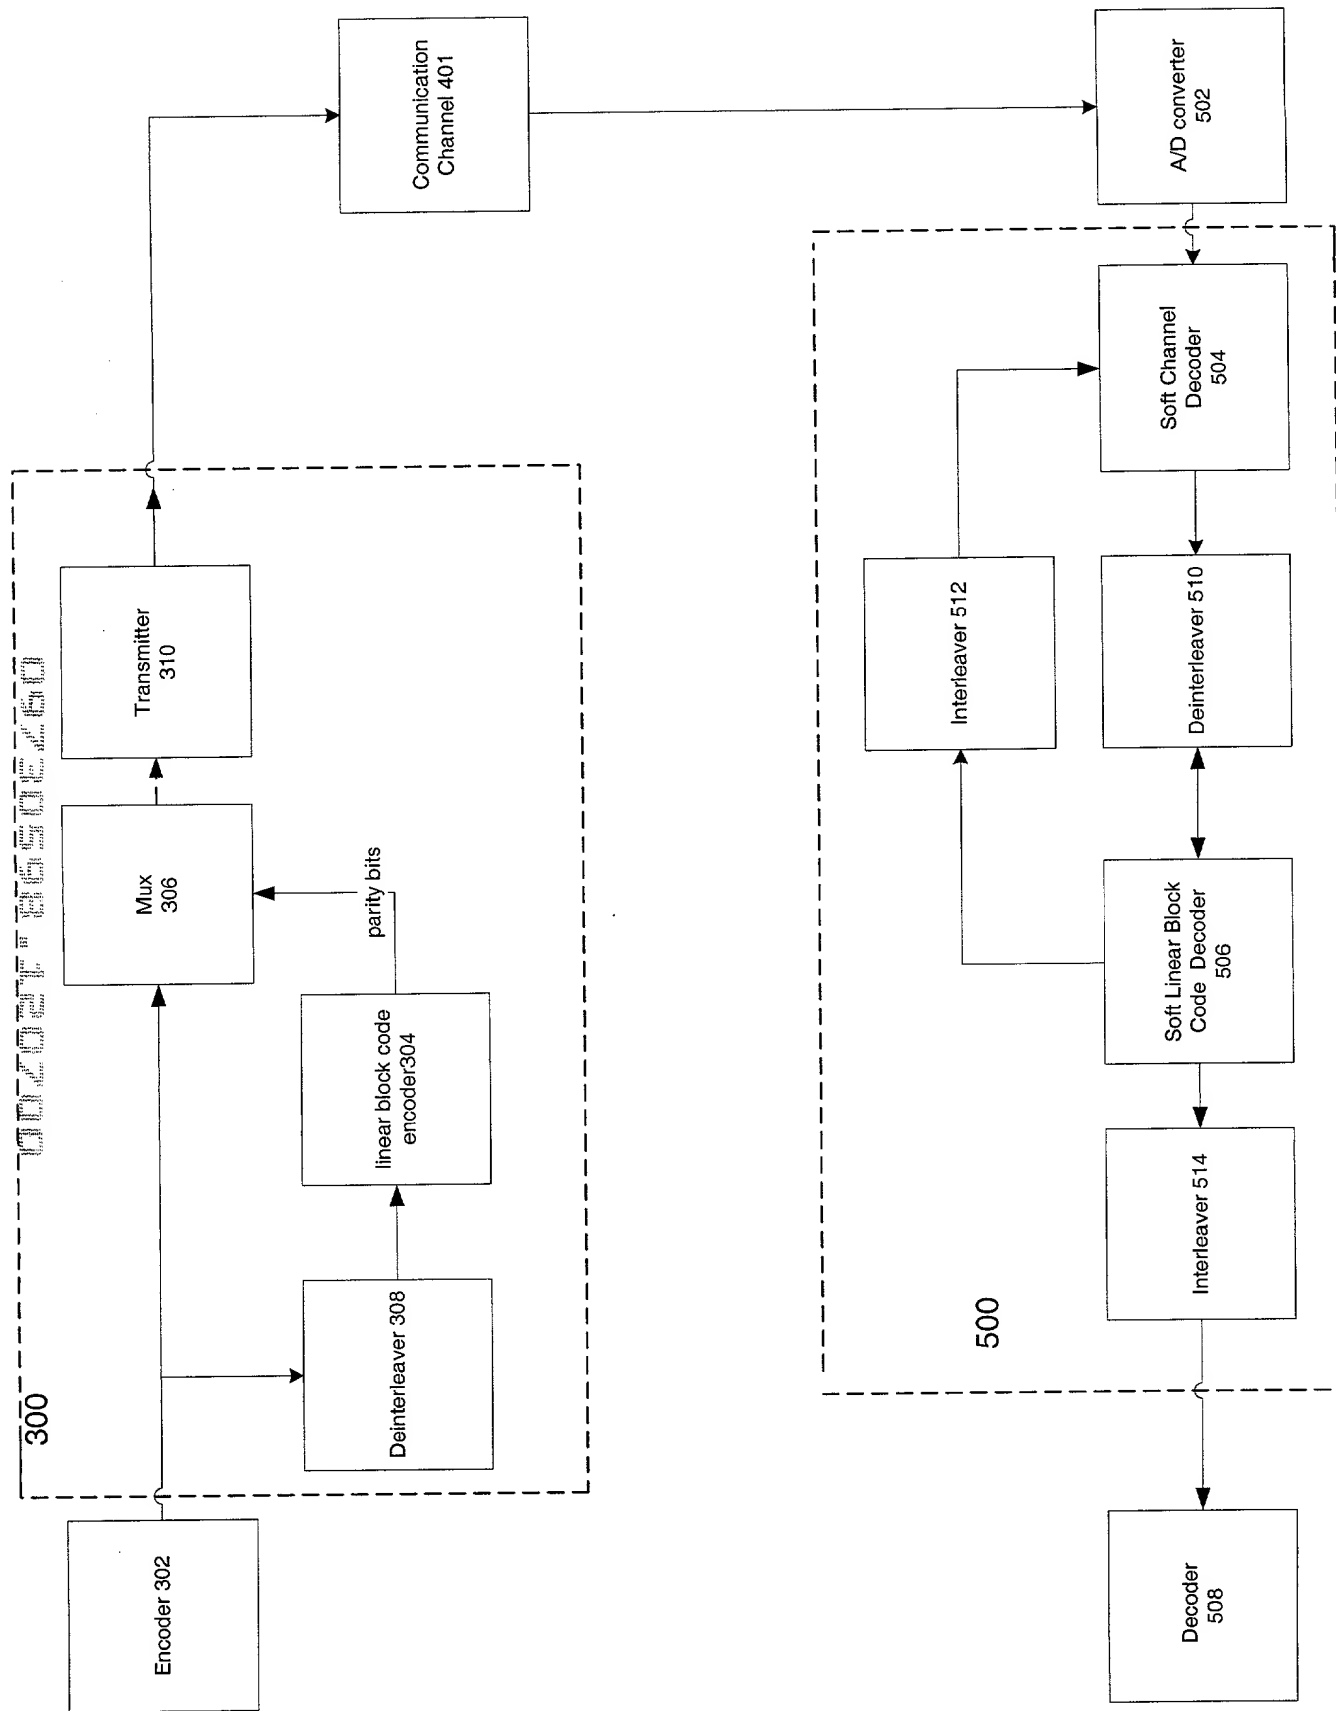 300
Encoder 302
Deinterleaver 308
linear block code
encoder304
parity bits
Mux
306
Transmitter
310
Communication
Channel 401
500
Decoder
508
Interleaver 514
Soft Linear Block
Code Decoder
506
Interleaver 512
Deinterleaver 510
Soft Channel
Decoder
504
A/D converter
502